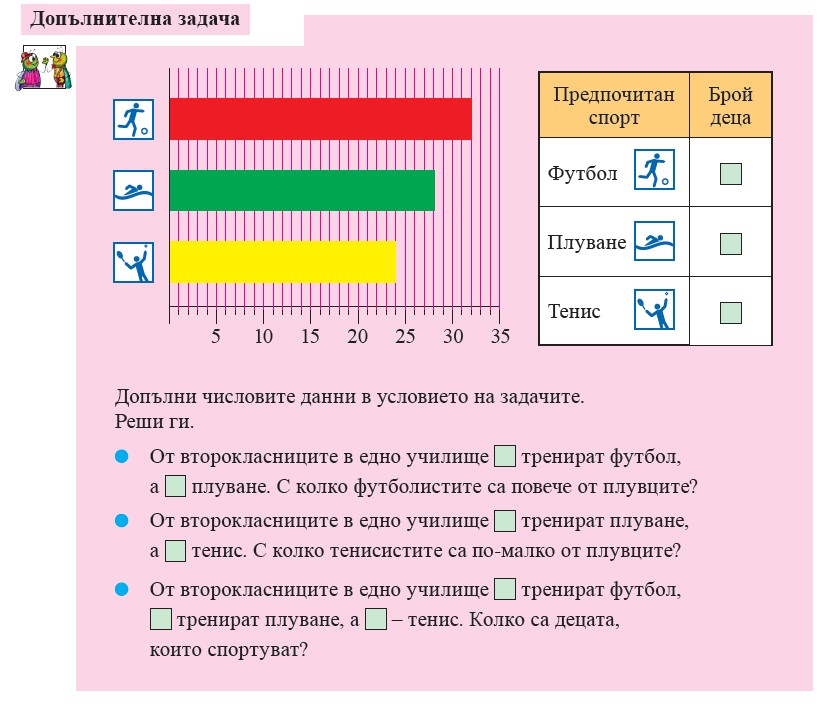 Допълнителна задача
5 10 15 20 25 30 35
Предпочитан спорт
Брой деца
Футбол
Плуване
Тенис
Допълни числовите данни в условието на задачите.
Реши ги.
От второкласниците в едно училище тренират футбол,
а плуване. С колко футболистите са повече от плувците?
От второкласниците в едно училище тренират плуване,
а тенис. С колко тенисистите са по-малко от плувците?
От второкласниците в едно училище тренират футбол,
тренират плуване, а – тенис. Колко са децата,
които спортуват?